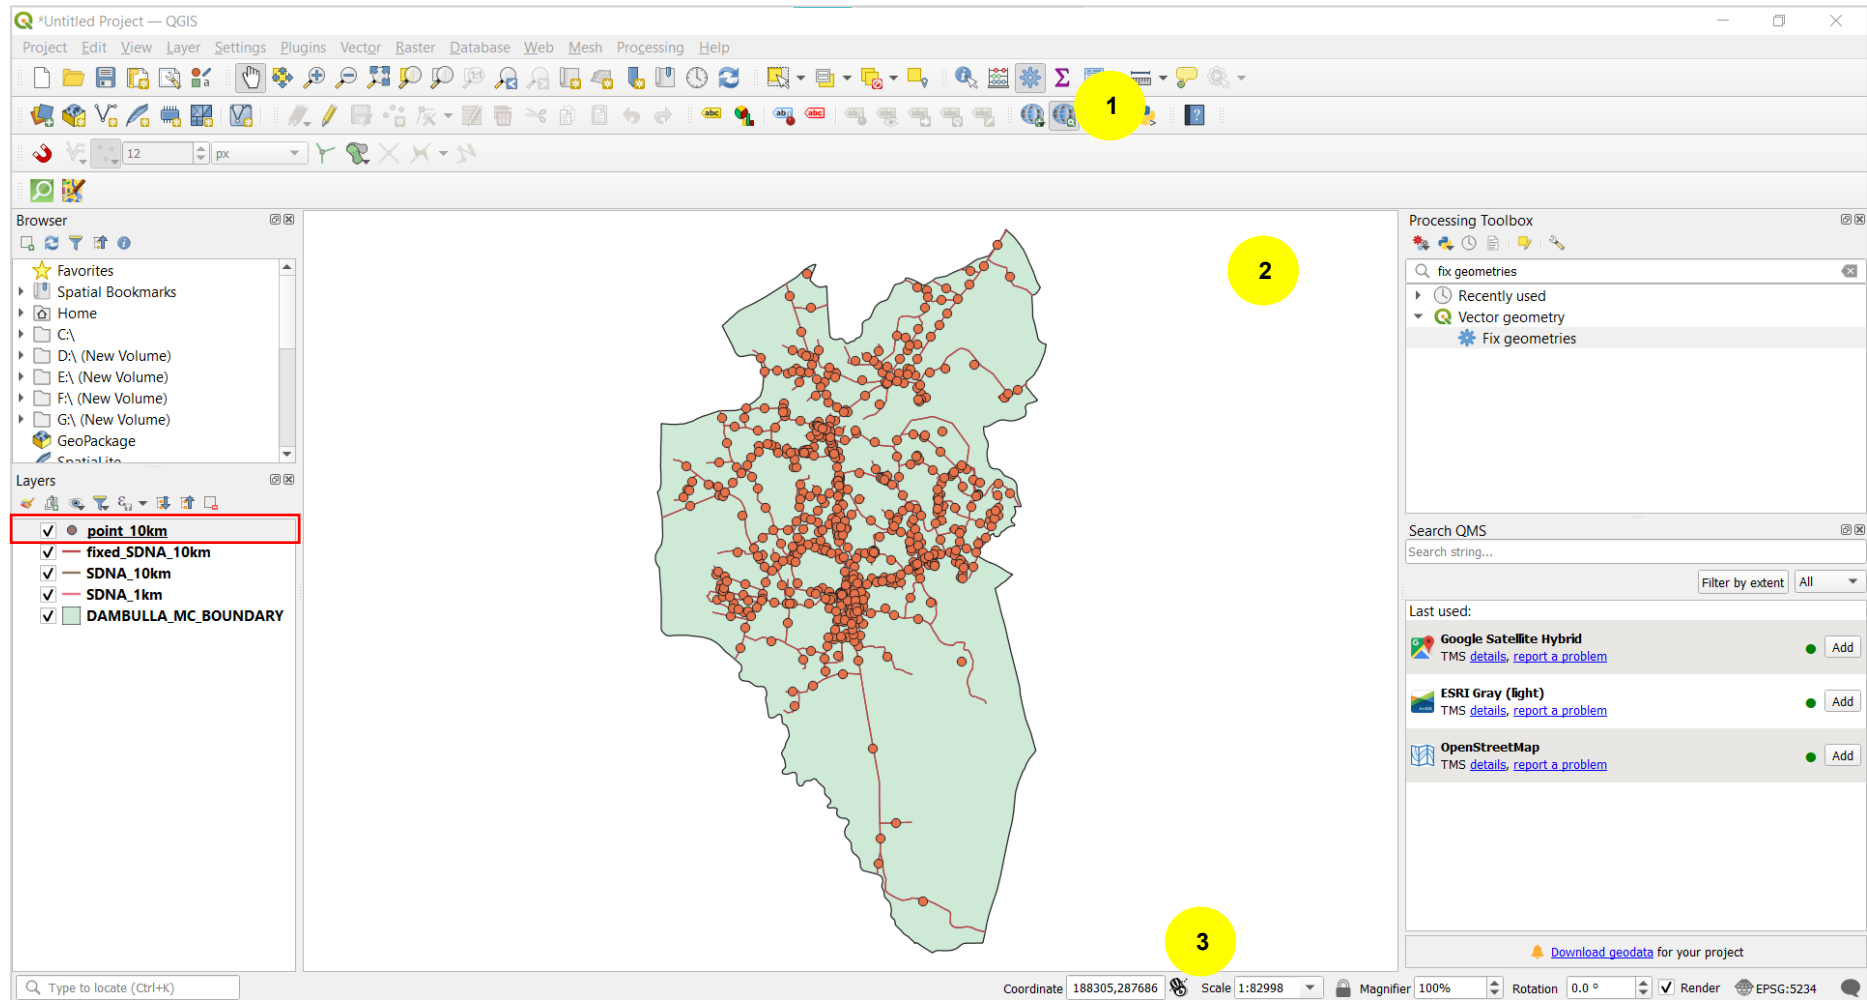 *Untitled Project — QGIS
Project Edit View Layer Settings Plugins Vector Raster Database Web Mesh Processing Help
1
12 px
Browser
Favorites
Spatial Bookmarks
Home
C:\
D:\ (New Volume)
E:\ (New Volume)
F:\ (New Volume)
G:\ (New Volume)
GeoPackage
SpatiaLite
Layers
point_10km
fixed_SDNA_10km
SDNA_10km
SDNA_1km
DAMBULLA_MC_BOUNDARY
2
3
Processing Toolbox
fix geometries
Recently used
Vector geometry
Fix geometries
Search QMS
Search string...
Filter by extent All
Last used:
Google Satellite Hybrid
TMS details, report a problem
Add
ESRI Gray (light)
TMS details, report a problem
Add
OpenStreetMap
TMS details, report a problem
Add
Download geodata for your project
Type to locate (Ctrl+K) Coordinate 188305,287686 Scale 1:82998 Magnifier 100% Rotation 0.0 ° Render EPSG:5234